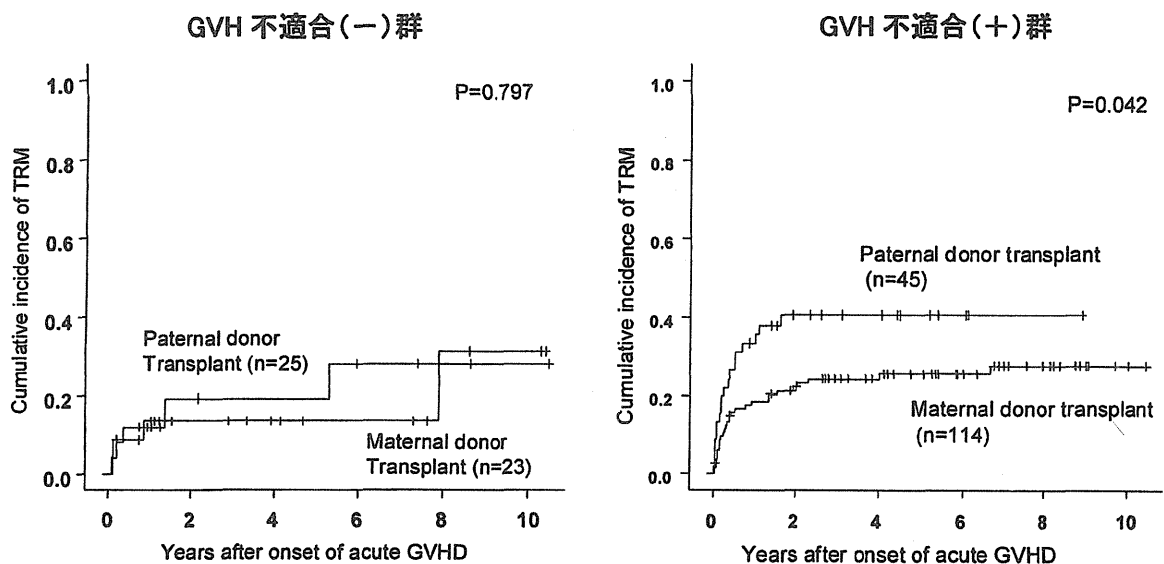 GVH 不適合(－)群
P=0.797
Cumulative incidence of TRM
1.0
0.8
0.6
0.4
0.2
0.0
Paternal donor
Transplant (n=25)
Maternal donor
Transplant (n=23)
0 2 4 6 8 10
Years after onset of acute GVHD
GVH 不適合(＋)群
P=0.042
Cumulative incidence of TRM
1.0
0.8
0.6
0.4
0.2
0.0
Paternal donor transplant
(n=45)
Maternal donor transplant
(n=114)
0 2 4 6 8 10
Years after onset of acute GVHD